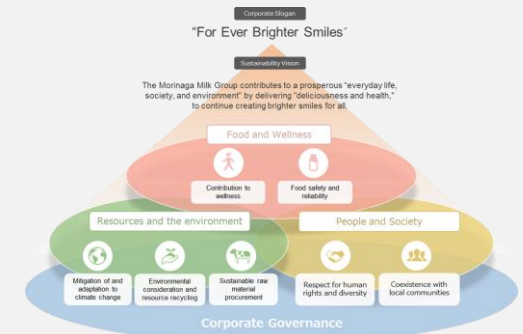 Corporate Slogan
“For Ever Brighter Smiles”
Sustainability Vision
The Morinaga Milk Group contributes to a prosperous “everyday life,
society, and environment” by delivering “deliciousness and health,”
to continue creating brighter smiles for all.
Food and Wellness
Contribution to
wellness
Food safety and
reliability
Resources and the environment
People and Society
Mitigation of and
adaptation to
climate change
Environmental
consideration and
resource recycling
Sustainable raw
material
procurement
Respect for human
rights and diversity
Coexistence with
local communities
Corporate Governance